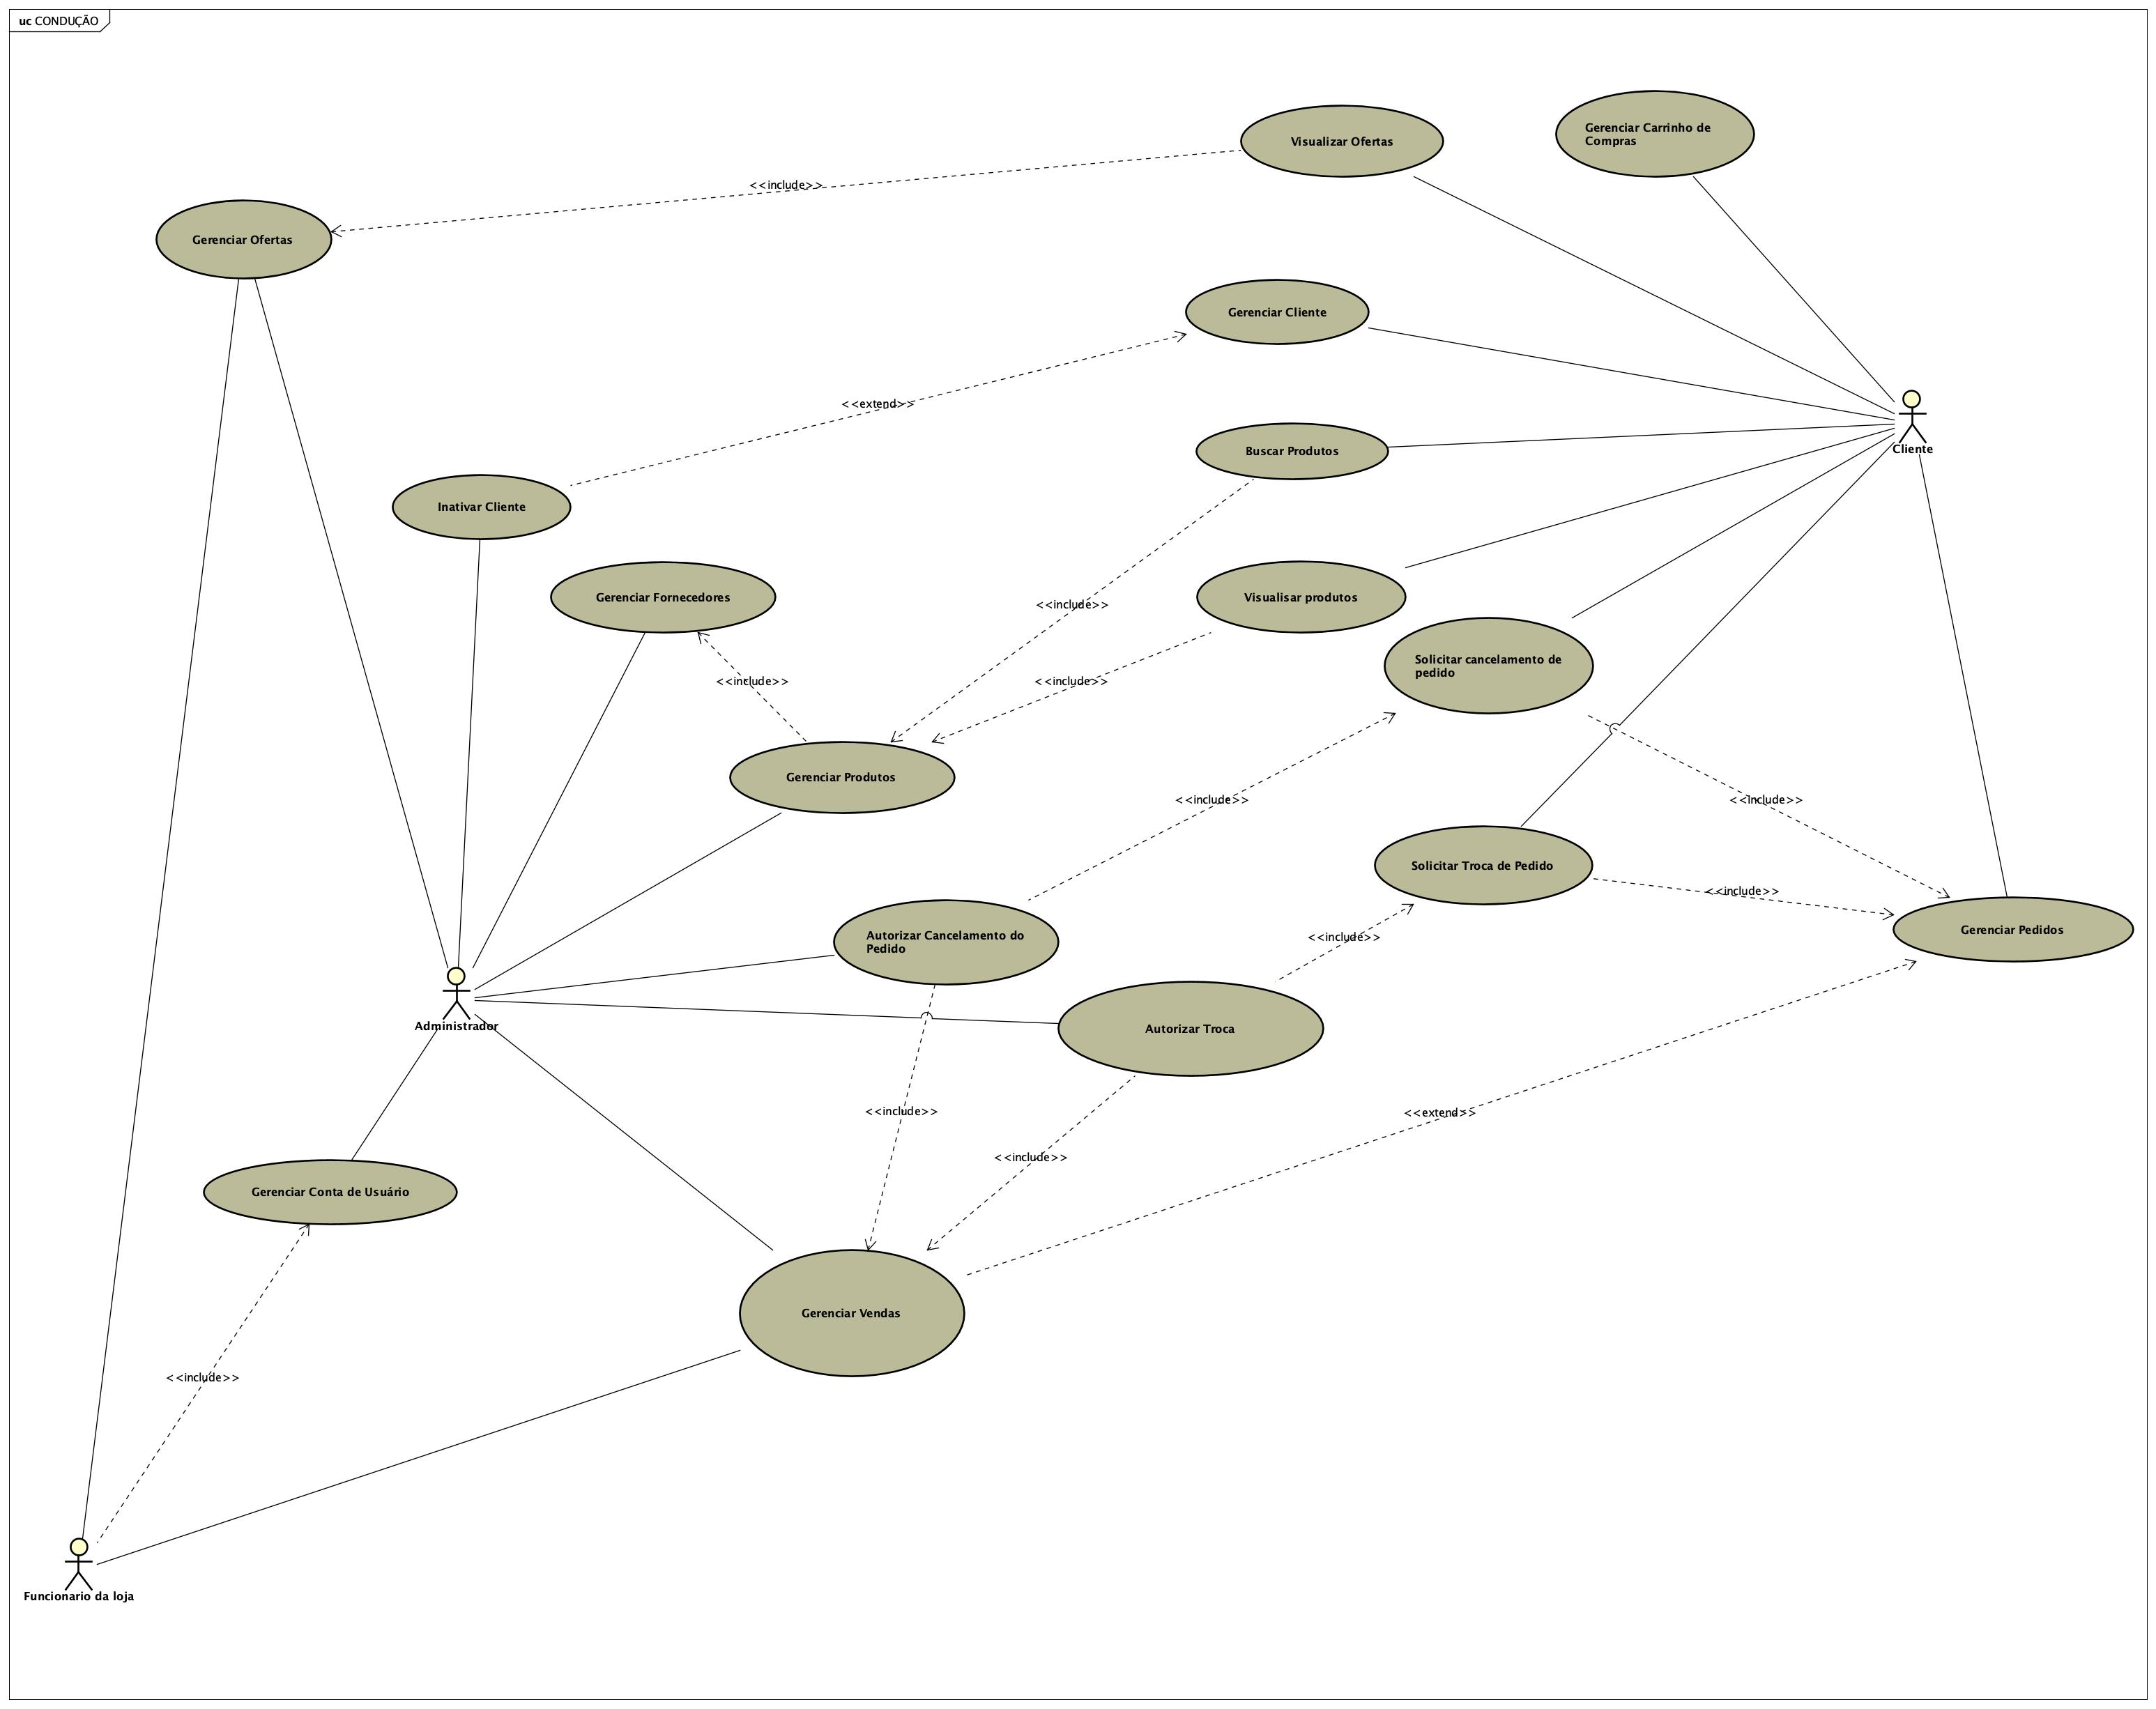 uc CONDUÇÃO
Gerenciar Carrinho de
Compras
Visualizar Ofertas
<<include>>
Gerenciar Ofertas
Gerenciar Cliente
<<extend>>
Cliente
Buscar Produtos
Inativar Cliente
Gerenciar Fornecedores
<<include>>
Visualisar produtos
Solicitar cancelamento de
pedido
<<include>>
<<include>>
Gerenciar Produtos
<<include>>
<<include>>
Solicitar Troca de Pedido
<<include>>
Gerenciar Pedidos
Autorizar Cancelamento do
Pedido
<<include>>
Administrador
Autorizar Troca
<<include>>
<<extend>>
<<include>>
Gerenciar Conta de Usuário
Gerenciar Vendas
<<include>>
Funcionario da loja